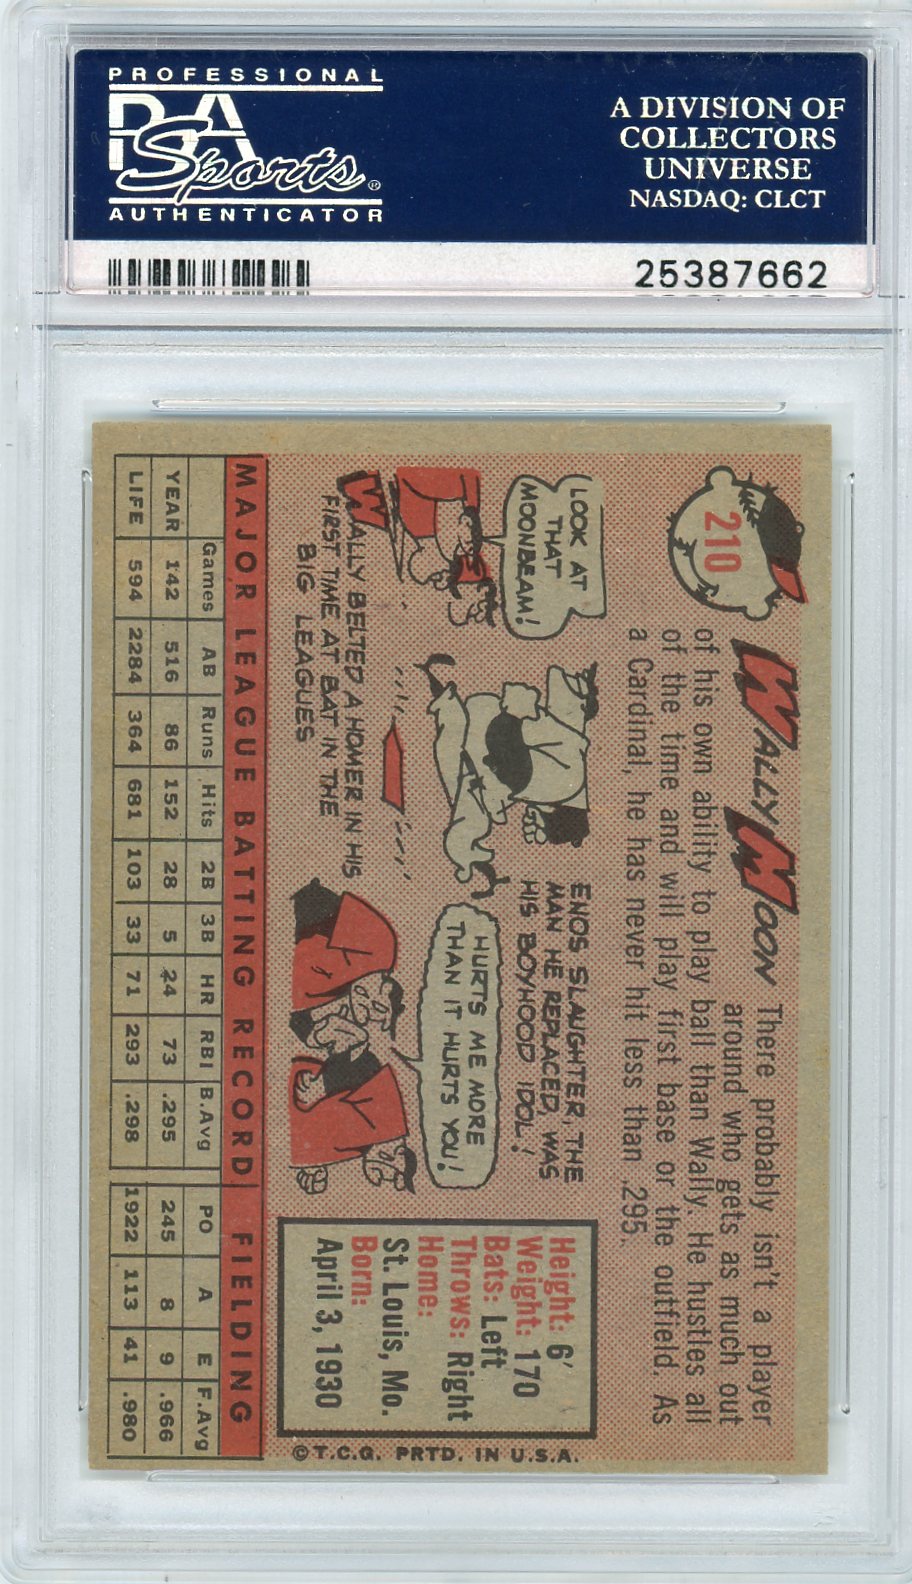 PROFESSIONAL
PSA
Sports®
AUTHENTICATOR
A DIVISION OF
COLLECTORS
UNIVERSE
NASDAQ: CLCT
25387662
210
WALLY MOON
There probably isn't a player
around who gets as much out
of his own ability to play ball than Wally. He hustles all
of the time and will play first base or the outfield. As
a Cardinal, he has never hit less than .295.
LOOK AT
THAT
MOONBEAM!
WALLY BELTED A HOMER IN HIS
FIRST TIME AT BAT IN THE
BIG LEAGUES
ENOS SLAUGHTER, THE
MAN HE REPLACED, WAS
HIS BOYHOOD IDOL!
HURTS ME MORE
THAN IT HURTS YOU!
Height: 6'
Weight: 170
Bats: Left
Throws: Right
Home:
St. Louis, Mo.
Born:
April 3, 1930
MAJOR LEAGUE BATTING RECORD FIELDING
Games AB Runs Hits 2B 3B HR RBI B.Avg PO A E F.Avg
YEAR 142 516 86 152 28 5 24 73 .295 245 8 9 .966
LIFE 594 2284 364 681 103 33 71 293 .298 1922 113 41 .980
©T.C.G. PRTD. IN U.S.A.